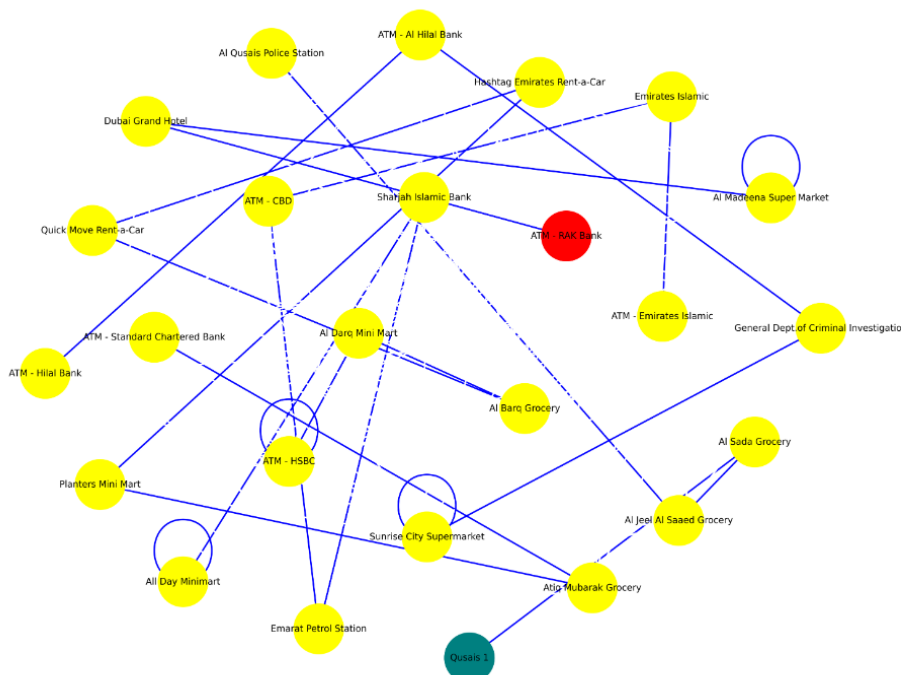 ATM - Al Hilal Bank
Al Qusais Police Station
Hashtag Emirates Rent-a-Car
Emirates Islamic
Dubai Grand Hotel
Al Madeena Super Market
Sharjah Islamic Bank
ATM - CBD
Quick Move Rent-a-Car
ATM - RAK Bank
ATM - Emirates Islamic
General Dept.of Criminal Investigatio
Al Darq Mini Mart
ATM - Standard Chartered Bank
ATM - Hilal Bank
Al Barq Grocery
Al Sada Grocery
ATM - HSBC
Planters Mini Mart
Al Jeel Al Saaed Grocery
Sunrise City Supermarket
All Day Minimart
Atiq Mubarak Grocery
Emarat Petrol Station
Qusais 1